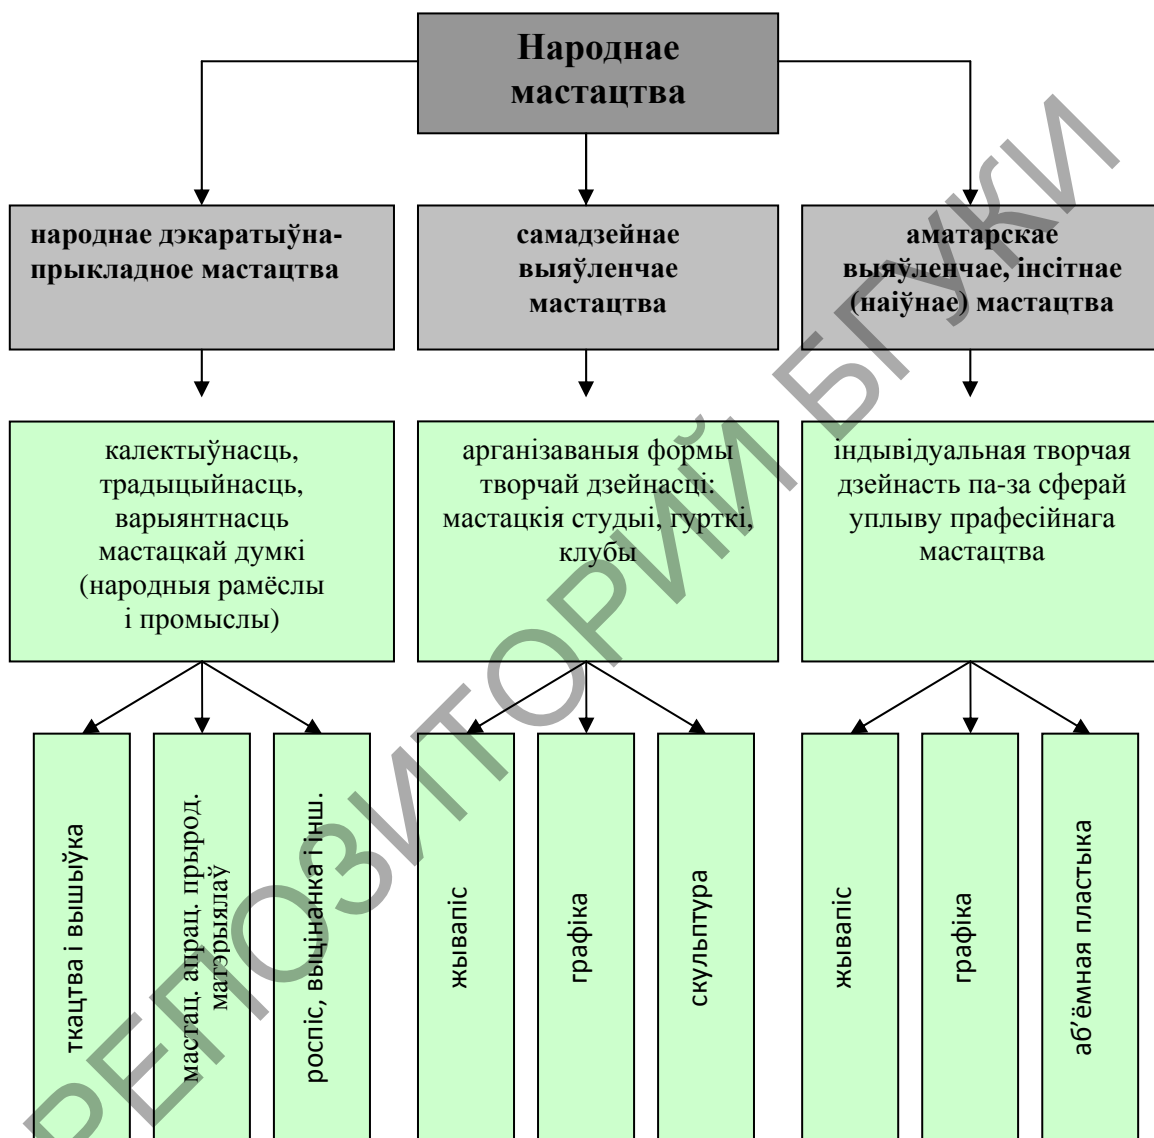 Народнае
мастацтва
народнае дэкаратыўна-
прыкладное мастацтва
самадзейнае
выяўленчае
мастацтва
аматарскае
выяўленчае, інсітнае
(наіўнае) мастацтва
калектыўнасць,
традыцыйнасць,
варыянтнасць
мастацкай думкі
(народныя рамёслы
і промыслы)
арганізаваныя формы
творчай дзейнасці:
мастацкія студыі, гурткі,
клубы
індывідуальная творчая
дзейнасть па-за сферай
уплыву прафесійнага
мастацтва
ткацтва і вышыўка
мастац. апрац. прырод.
матэрыялаў
роспіс, выцінанка і інш.
жывапіс
графіка
скульптура
жывапіс
графіка
аб’ёмная пластыка
РЕПОЗИТОРИЙ БГУКИ